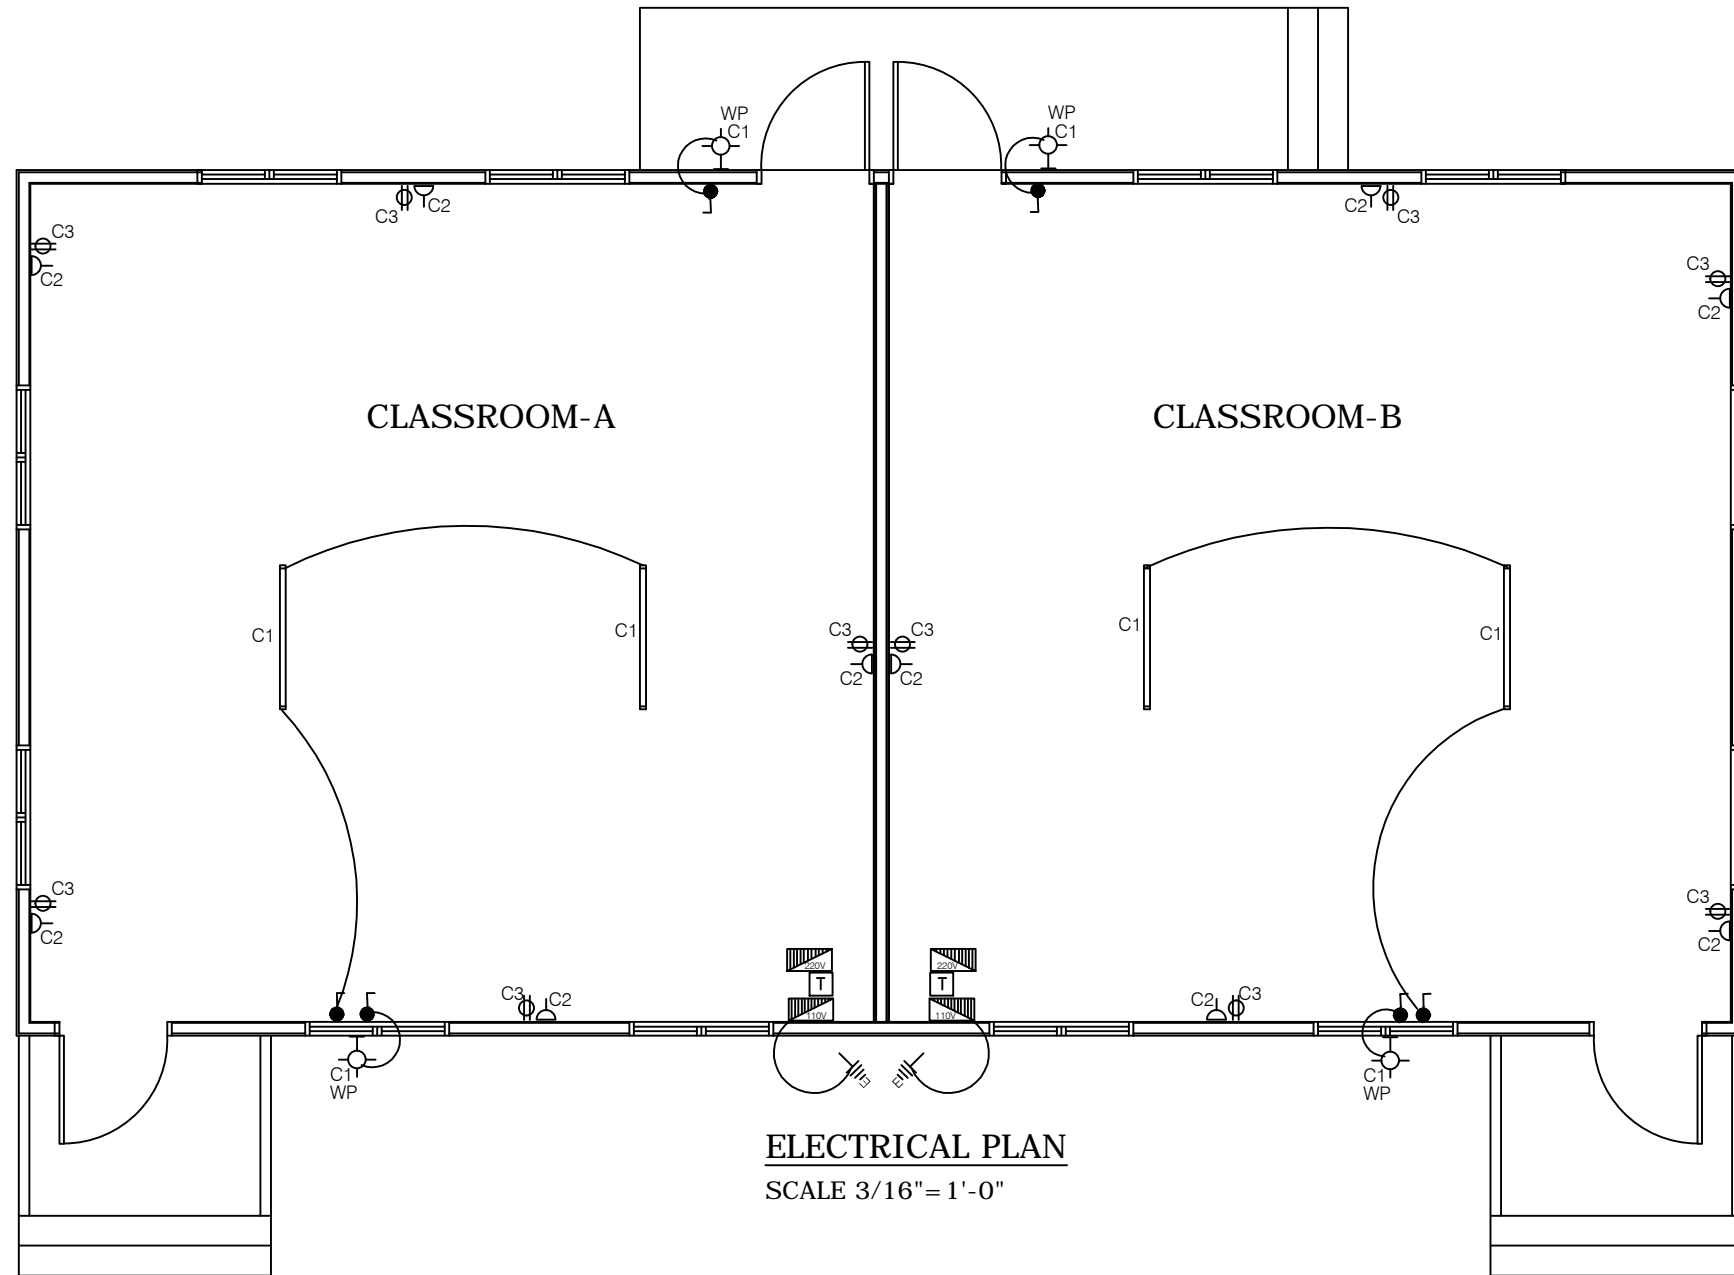 WP
C1
WP
C1
C3
C2
C2
C3
C3
C2
C3
C2
CLASSROOM-A
CLASSROOM-B
C1
C1
C3
C2
C3
C2
C1
C1
C3
C2
C3
C2
220V
T
110V
220V
T
110V
C3
C2
C2
C3
C1
WP
C1
WP
ELECTRICAL PLAN
SCALE 3/16"=1'-0"